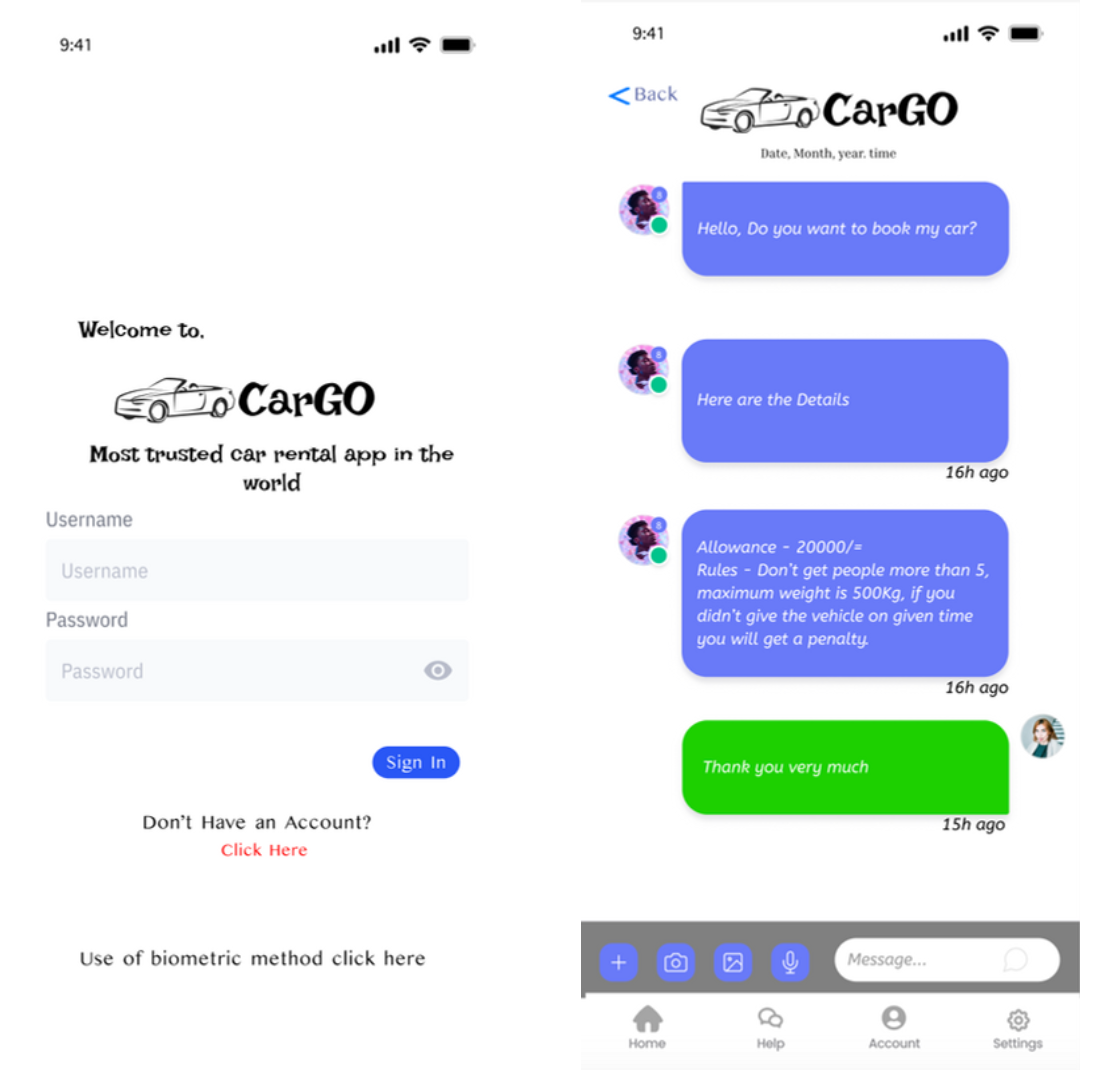 9:41
Welcome to.
CarGO
Most trusted car rental app in the
world
Username
Username
Password
Password
Sign In
Don't Have an Account?
Click Here
Use of biometric method click here
9:41
<Back
CarGO
Date, Month, year. time
8
Hello, Do you want to book my car?
8
Here are the Details
16h ago
8
Allowance - 20000/=
Rules - Don't get people more than 5,
maximum weight is 500Kg, if you
didn't give the vehicle on given time
you will get a penalty.
16h ago
Thank you very much
15h ago
Message...
Home
Help
Account
Settings